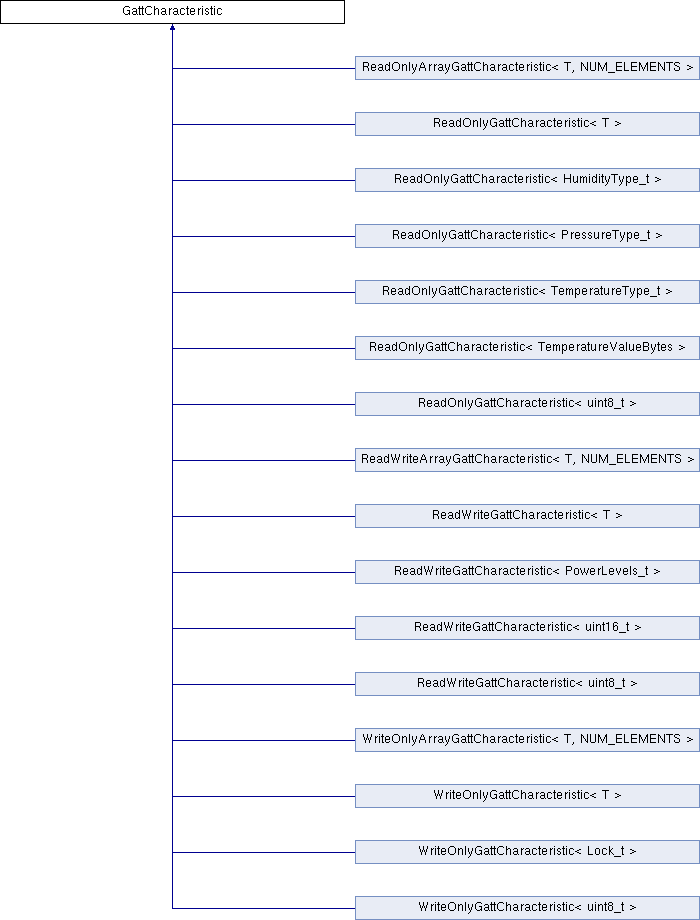 GattCharacteristic
ReadOnlyArrayGattCharacteristic< T, NUM_ELEMENTS >
ReadOnlyGattCharacteristic< T >
ReadOnlyGattCharacteristic< HumidityType_t >
ReadOnlyGattCharacteristic< PressureType_t >
ReadOnlyGattCharacteristic< TemperatureType_t >
ReadOnlyGattCharacteristic< TemperatureValueBytes >
ReadOnlyGattCharacteristic< uint8_t >
ReadWriteArrayGattCharacteristic< T, NUM_ELEMENTS >
ReadWriteGattCharacteristic< T >
ReadWriteGattCharacteristic< PowerLevels_t >
ReadWriteGattCharacteristic< uint16_t >
ReadWriteGattCharacteristic< uint8_t >
WriteOnlyArrayGattCharacteristic< T, NUM_ELEMENTS >
WriteOnlyGattCharacteristic< T >
WriteOnlyGattCharacteristic< Lock_t >
WriteOnlyGattCharacteristic< uint8_t >